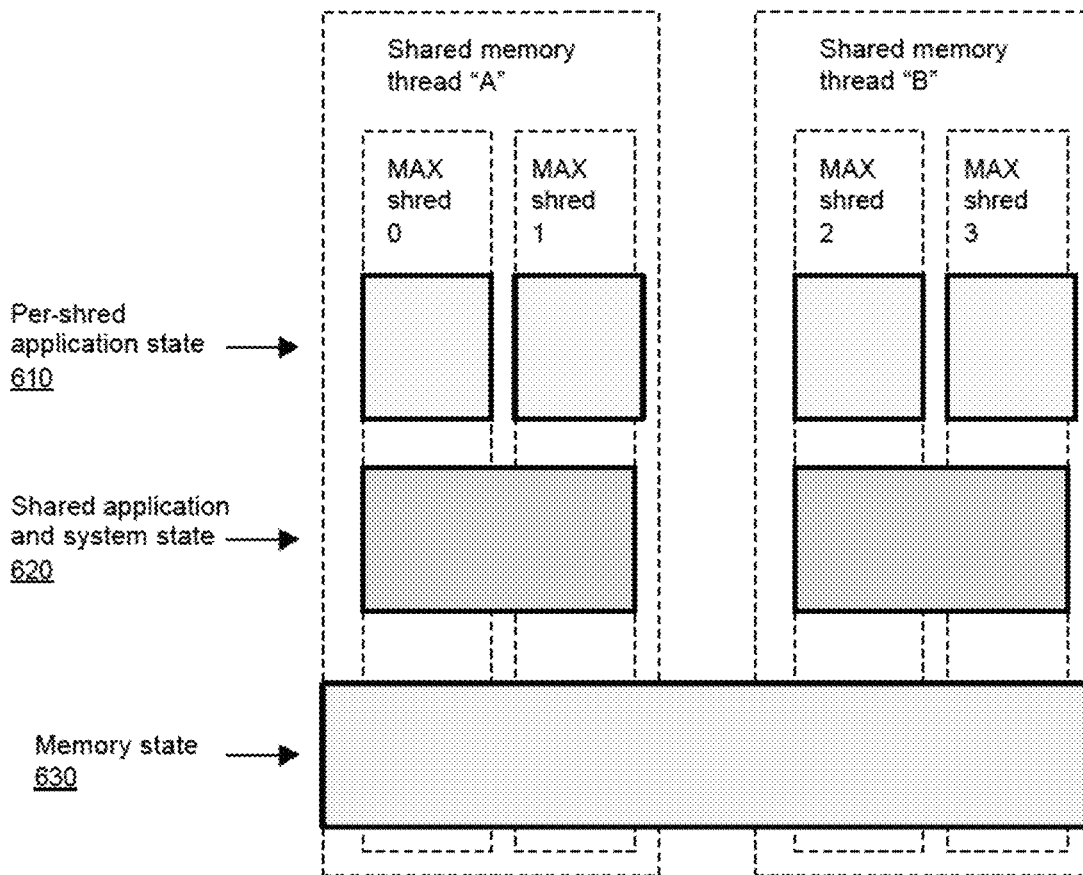 Shared memory
thread "A"
Shared memory
thread "B"
MAX
shred
0
MAX
shred
1
MAX
shred
2
MAX
shred
3
Per-shred
application state
610
Shared application
and system state
620
Memory state
630